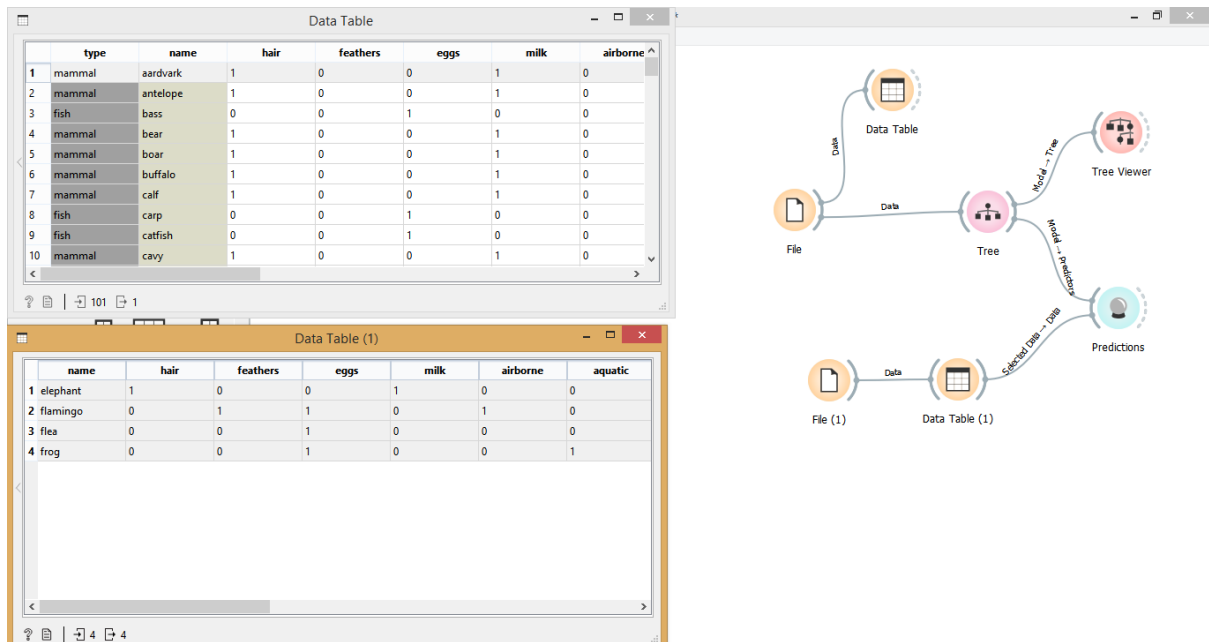 Data Table
type name hair feathers eggs milk airborne
1 mammal aardvark 1 0 0 1 0
2 mammal antelope 1 0 0 1 0
3 fish bass 0 0 1 0 0
4 mammal bear 1 0 0 1 0
5 mammal boar 1 0 0 1 0
6 mammal buffalo 1 0 0 1 0
7 mammal calf 1 0 0 1 0
8 fish carp 0 0 1 0 0
9 fish catfish 0 0 1 0 0
10 mammal cavy 1 0 0 1 0
? 101 1
Data Table (1)
name hair feathers eggs milk airborne aquatic
1 elephant 1 0 0 1 0 0
2 flamingo 0 1 1 0 1 0
3 flea 0 0 1 0 0 0
4 frog 0 0 1 0 0 1
? 4 4
Data Table
Data
Model → Tree
Tree Viewer
File
Data
Tree
Model → Predictors
Predictions
Selected Data → Data
File (1)
Data
Data Table (1)